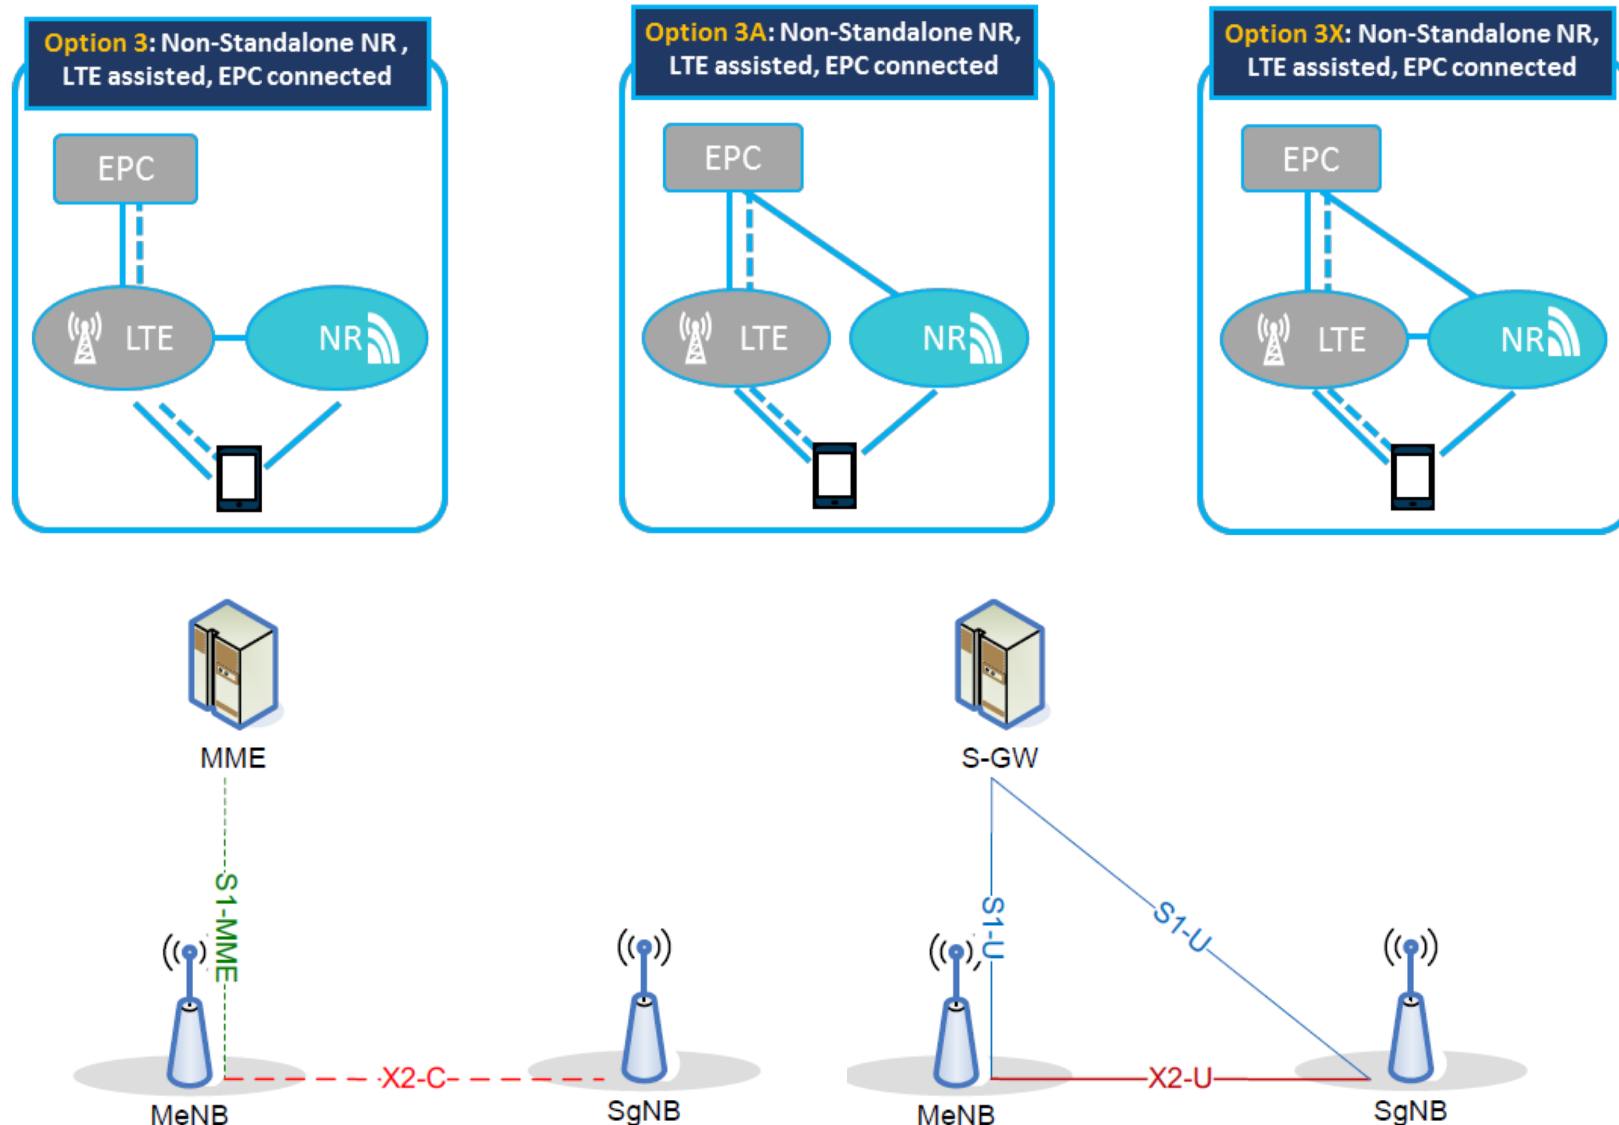 Option 3: Non-Standalone NR ,
LTE assisted, EPC connected
Option 3A: Non-Standalone NR,
LTE assisted, EPC connected
Option 3X: Non-Standalone NR,
LTE assisted, EPC connected
EPC
EPC
EPC
LTE
NR
LTE
NR
LTE
NR
MME
S-GW
S1-MME
S1-U
S1-U
X2-C
X2-U
MeNB
SgNB
MeNB
SgNB